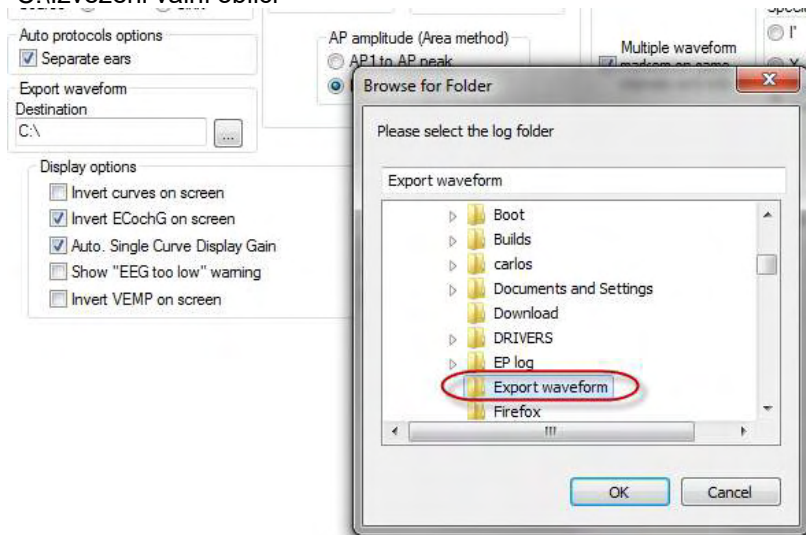 Auto protocols options
Separate ears
Export waveform
Destination
C:\
...
AP amplitude (Area method)
AP1 to AP peak
Multiple waveform
Display options
Invert curves on screen
Invert ECochG on screen
Auto. Single Curve Display Gain
Show "EEG too low" warning
Invert VEMP on screen
Browse for Folder
Please select the log folder
Export waveform
Boot
Builds
carlos
Documents and Settings
Download
DRIVERS
EP log
Export waveform
Firefox
OK
Cancel